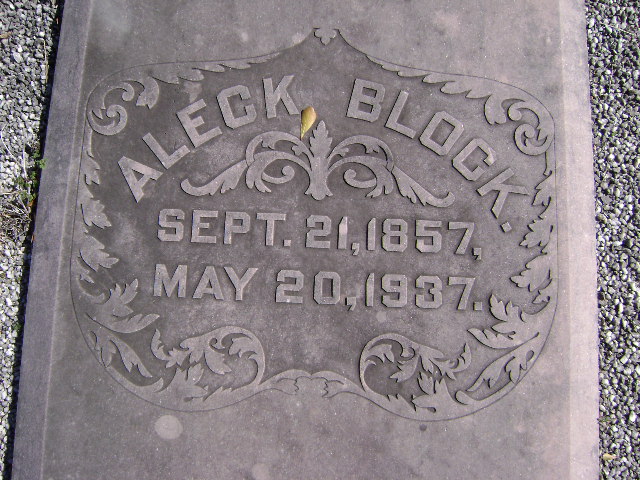 ALECK BLOCK.
SEPT. 21, 1857,
MAY 20, 1937.